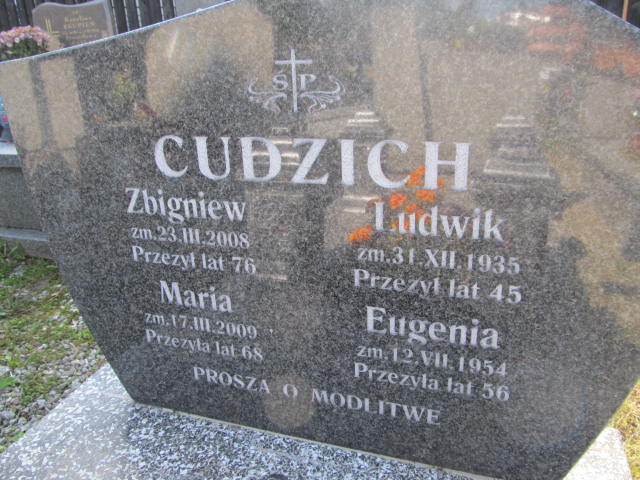 Ś P
CUDZICH
Zbigniew
zm.23.III.2008
Przeżył lat 76
Maria
zm.17.III.2009
Przeżyła lat 68
Ludwik
zm.31.XII.1935
Przeżył lat 45
Eugenia
zm.12.VII.1954
Przeżyła lat 56
PROSZĄ O MODLITWĘ